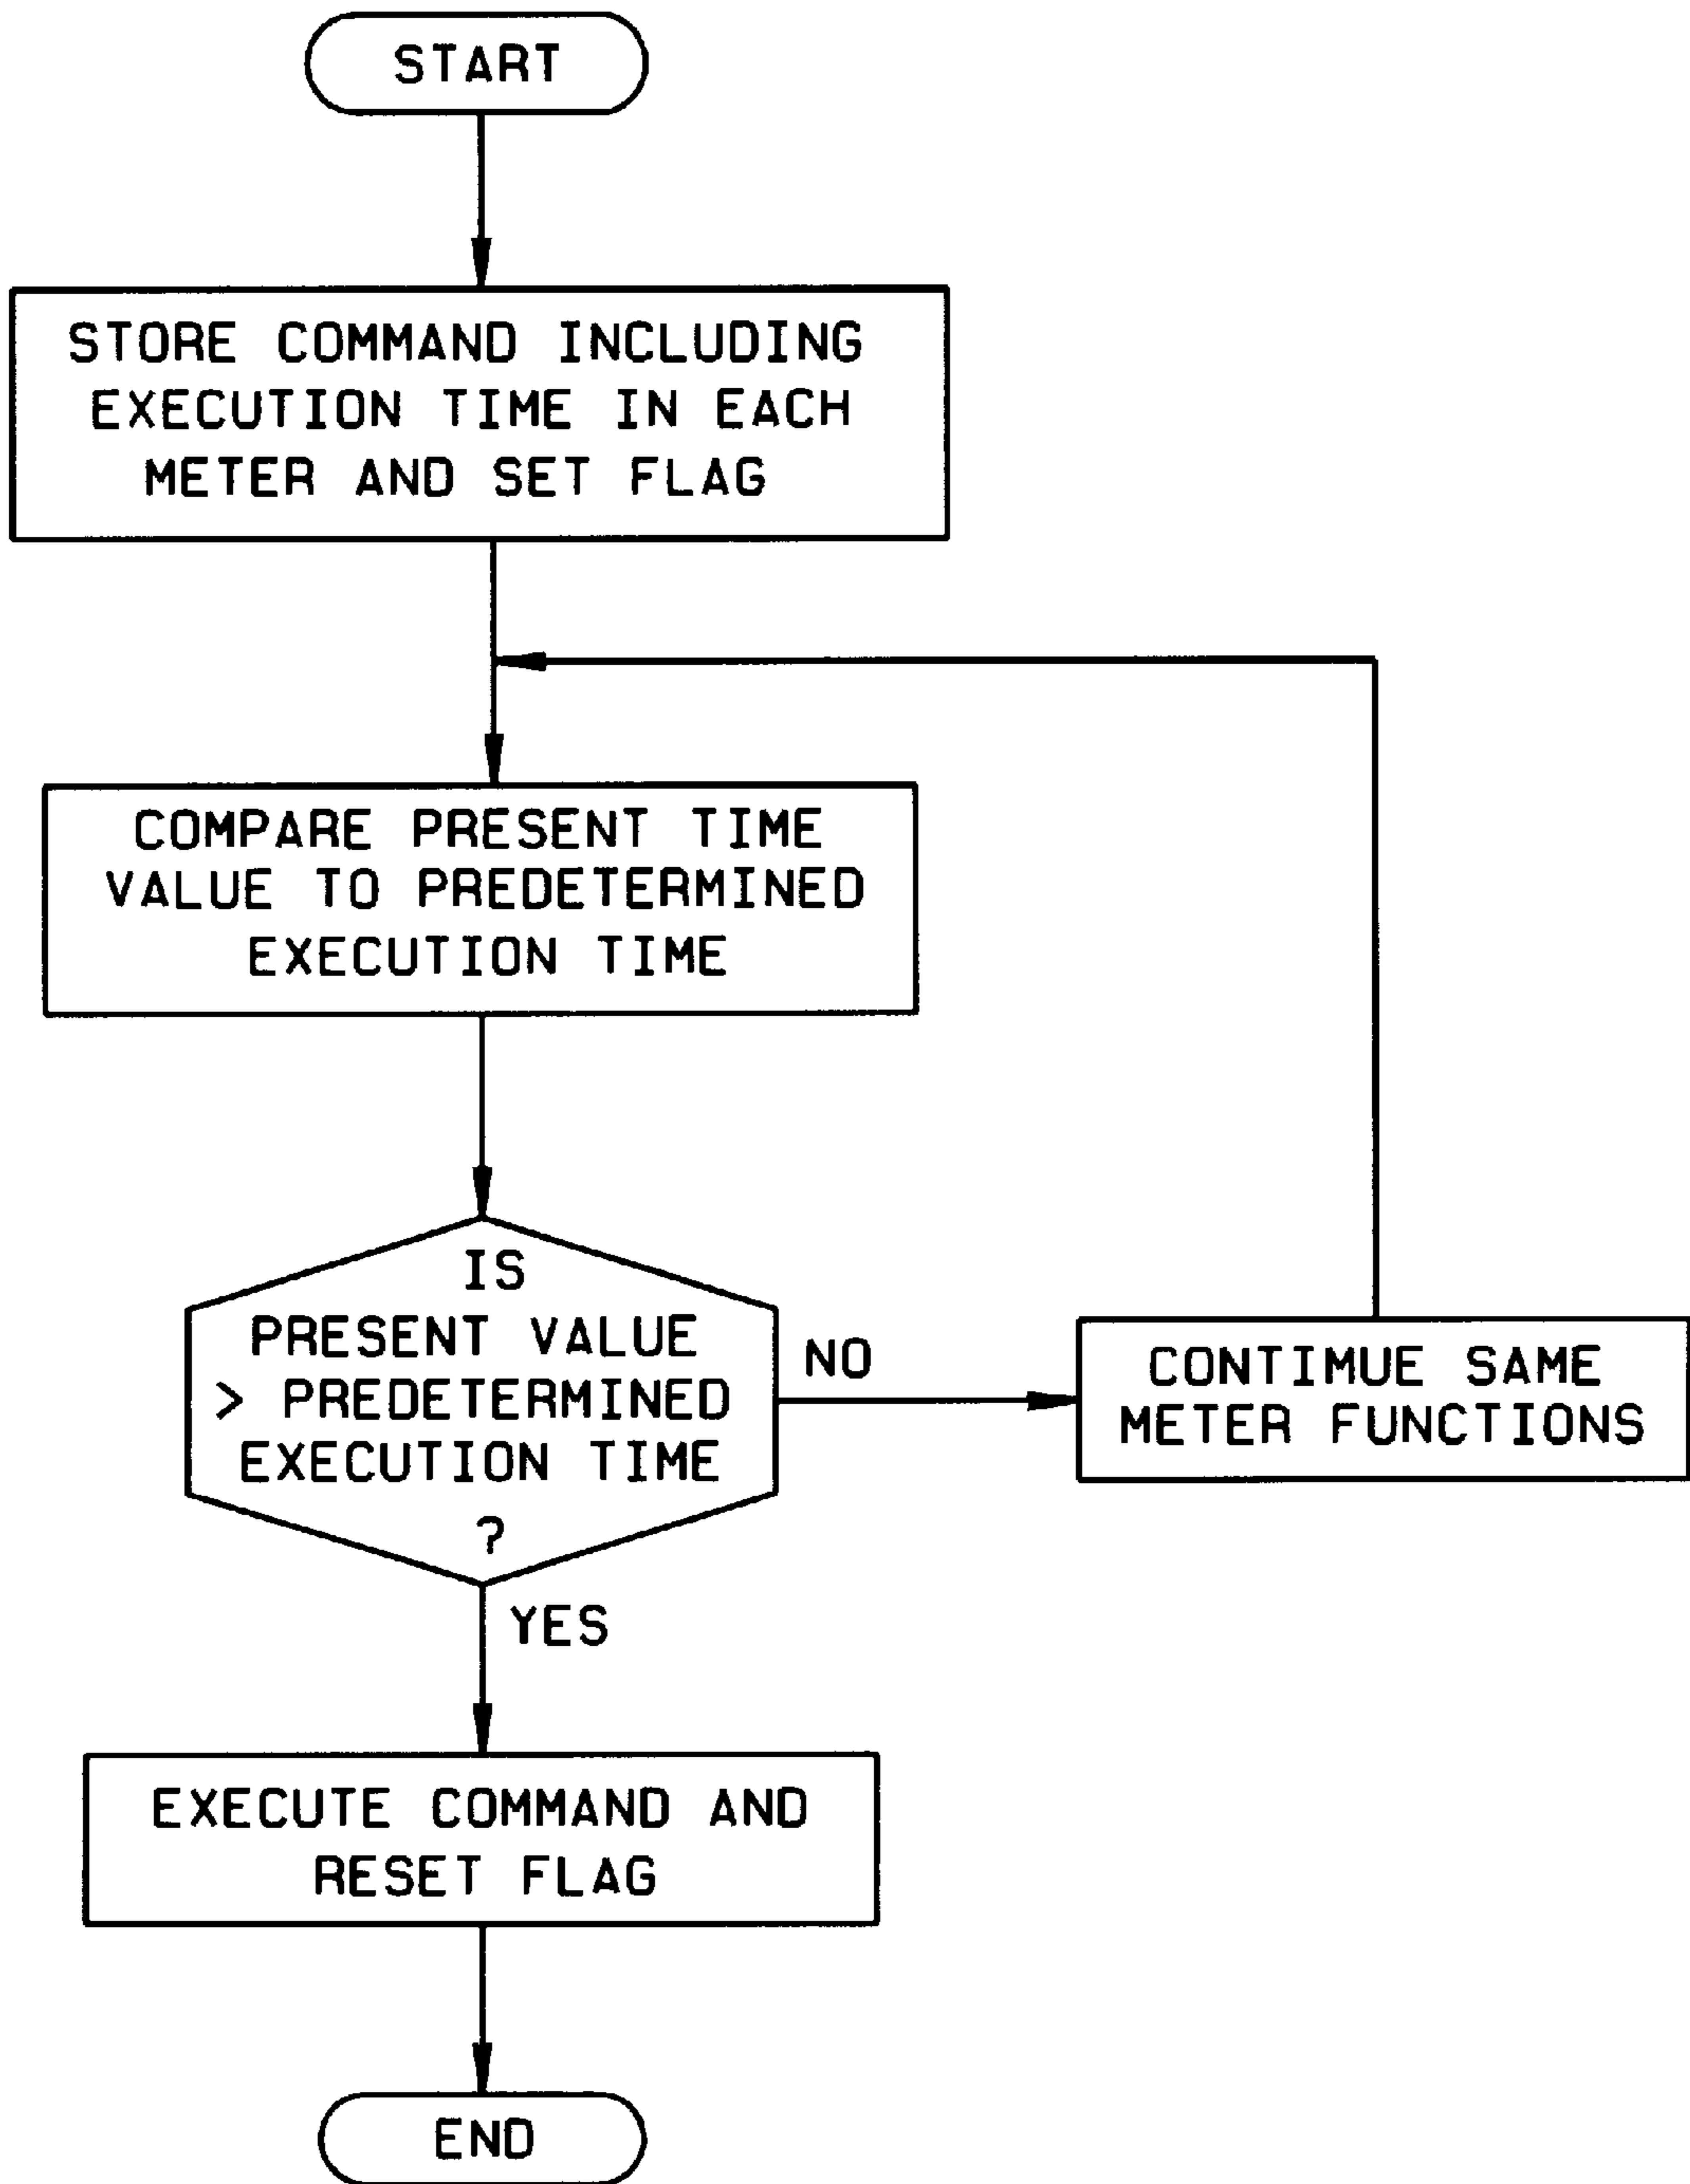 START
STORE COMMAND INCLUDING
EXECUTION TIME IN EACH
METER AND SET FLAG
COMPARE PRESENT TIME
VALUE TO PREDETERMINED
EXECUTION TIME
IS
PRESENT VALUE
> PREDETERMINED
EXECUTION TIME
?
NO
CONTIMUE SAME
METER FUNCTIONS
YES
EXECUTE COMMAND AND
RESET FLAG
END